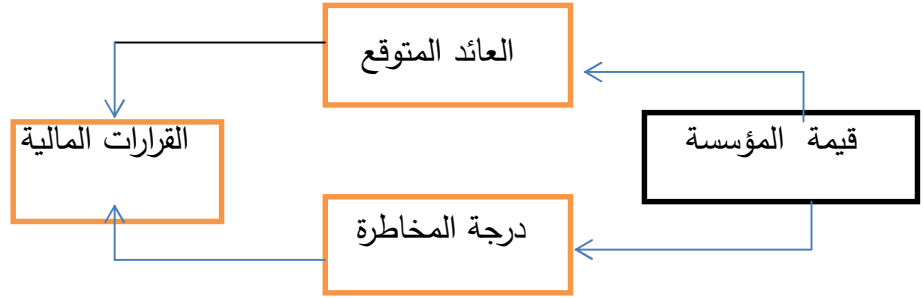 العائد المتوقع
قيمة المؤسسة
القرارات المالية
درجة المخاطرة